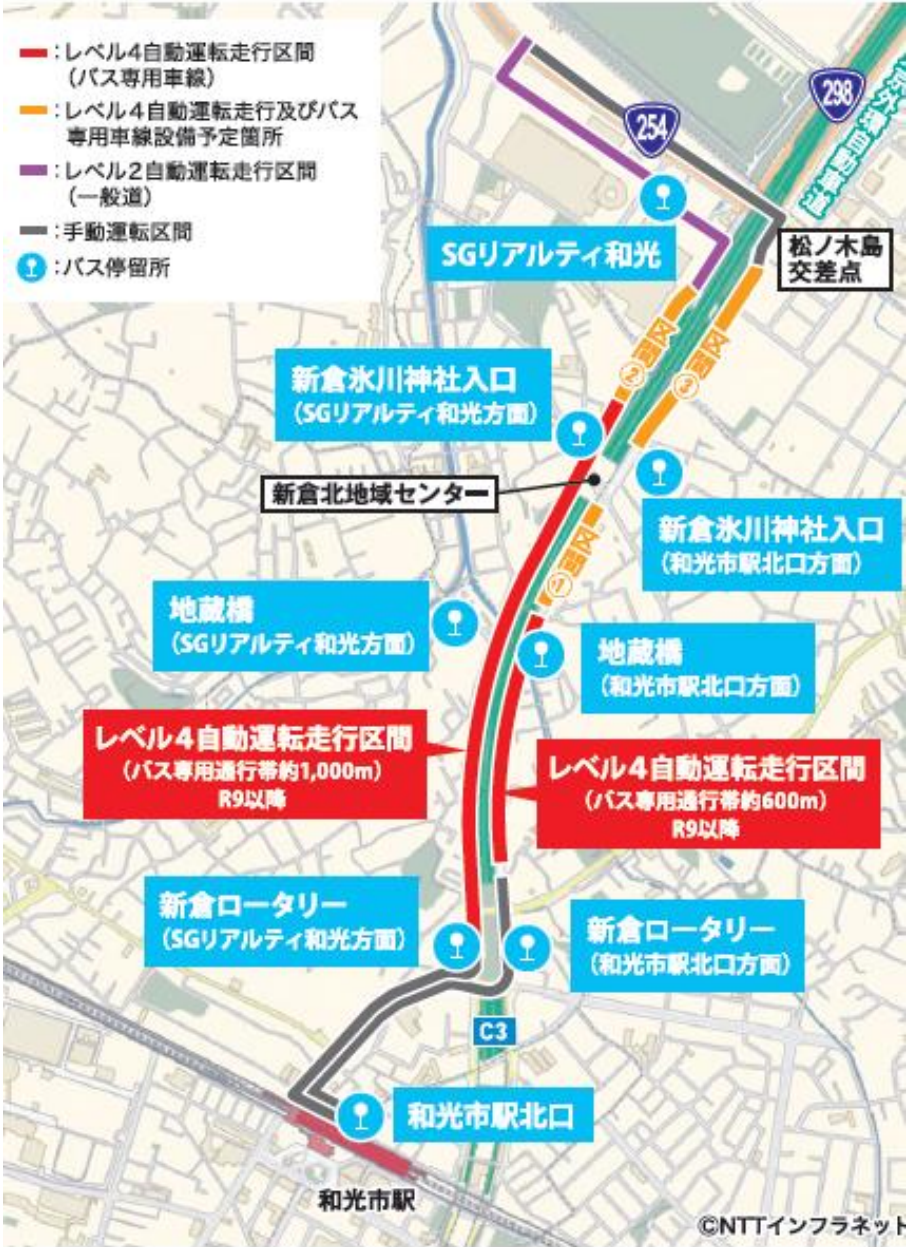 :レベル4自動運転走行区間
(バス専用車線)
:レベル4自動運転走行及びバス
専用車線設備予定箇所
:レベル2自動運転走行区間
(一般道)
:手動運転区間
:バス停留所
298
254
京外環自動車道
SGリアルティ和光
松ノ木島
交差点
区間②
区間③
新倉氷川神社入口
(SGリアルティ和光方面)
新倉北地域センター
新倉氷川神社入口
(和光市駅北口方面)
区間①
地蔵橋
(SGリアルティ和光方面)
地蔵橋
(和光市駅北口方面)
レベル4自動運転走行区間
(バス専用通行帯約1,000m)
R9以降
レベル4自動運転走行区間
(バス専用通行帯約600m)
R9以降
新倉ロータリー
(SGリアルティ和光方面)
新倉ロータリー
(和光市駅北口方面)
C3
和光市駅北口
和光市駅
©NTTインフラネット